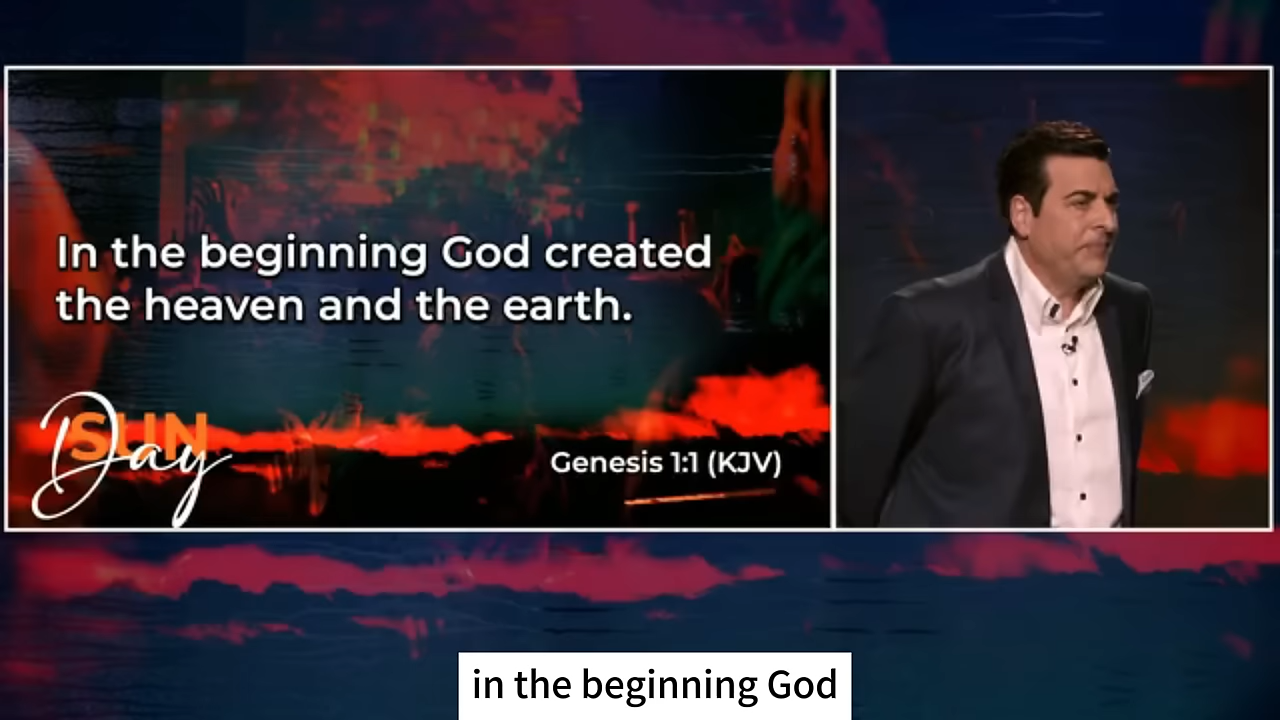 In the beginning God created
the heaven and the earth.
SUN
Day
Genesis 1:1 (KJV)
in the beginning God